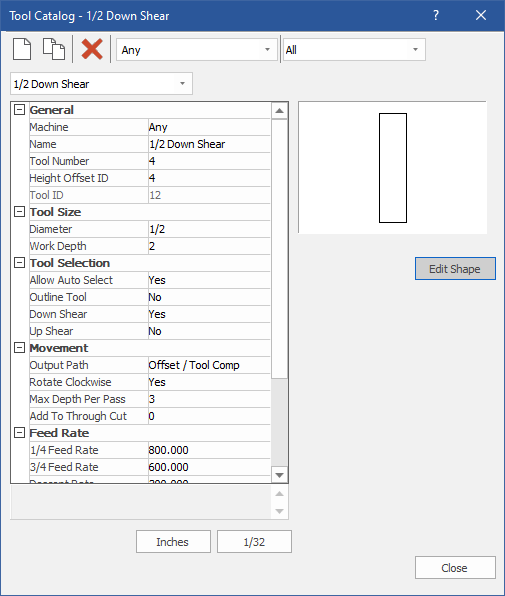 Tool Catalog - 1/2 Down Shear ?
Any All
1/2 Down Shear
General
Machine Any
Name 1/2 Down Shear
Tool Number 4
Height Offset ID 4
Tool ID 12
Tool Size
Diameter 1/2
Work Depth 2
Tool Selection
Allow Auto Select Yes
Outline Tool No
Down Shear Yes
Up Shear No
Movement
Output Path Offset / Tool Comp
Rotate Clockwise Yes
Max Depth Per Pass 3
Add To Through Cut 0
Feed Rate
1/4 Feed Rate 800.000
3/4 Feed Rate 600.000
Descent Rate 200.000
Edit Shape
Inches 1/32
Close